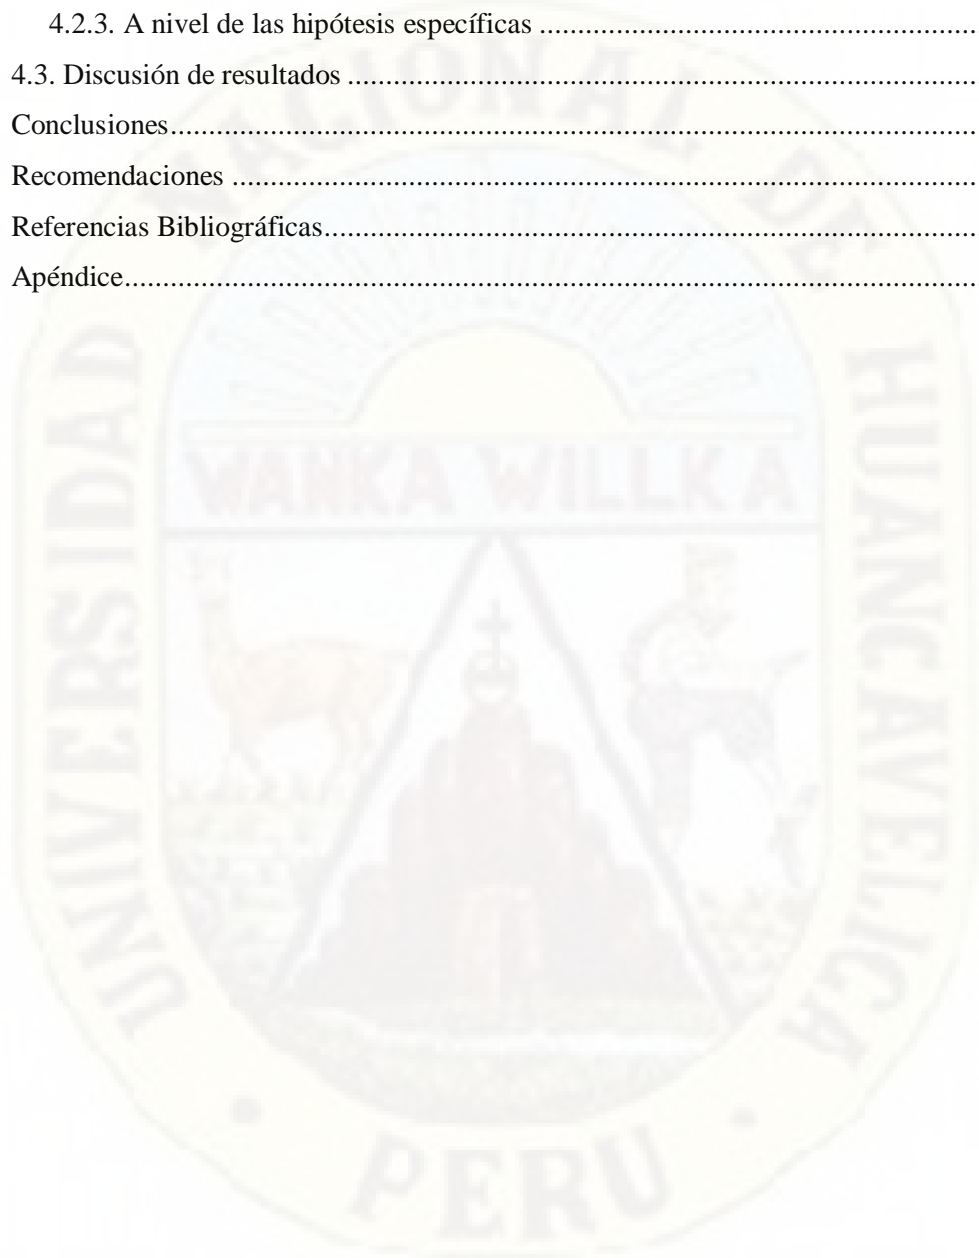 4.2.3. A nivel de las hipótesis específicas ..........................................................
4.3. Discusión de resultados ....................................................................................
Conclusiones...........................................................................................................
Recomendaciones ..................................................................................................
Referencias Bibliográficas.....................................................................................
Apéndice.................................................................................................................
UNIVERSIDAD NACIONAL DE HUANCAVELICA
WANKA WILLKA
PERU